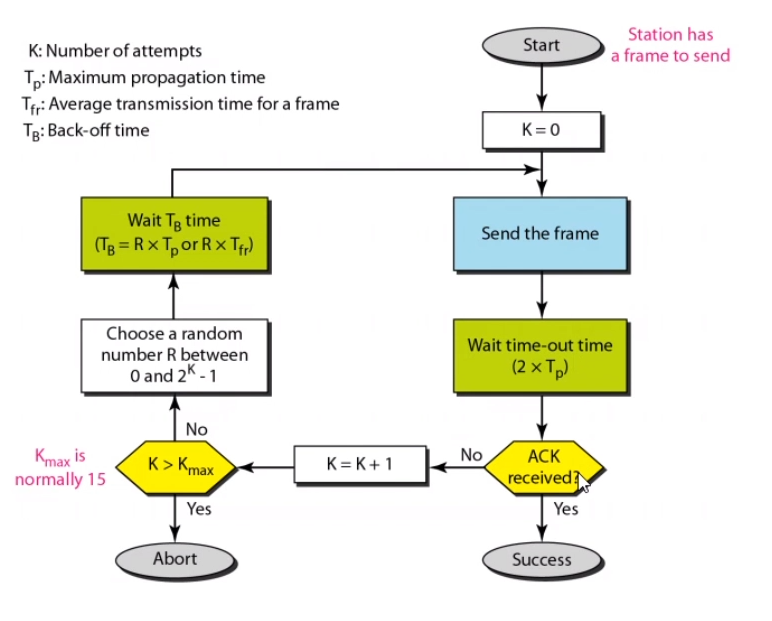 K: Number of attempts
Tp: Maximum propagation time
Tfr: Average transmission time for a frame
TB: Back-off time
Start
Station has
a frame to send
K = 0
Wait TB time
(TB = R × Tp or R × Tfr)
Send the frame
Choose a random
number R between
0 and 2^K - 1
Wait time-out time
(2 × Tp)
No
Kmax is
normally 15
K > Kmax
K = K + 1
No
ACK
received?
Yes
Yes
Abort
Success